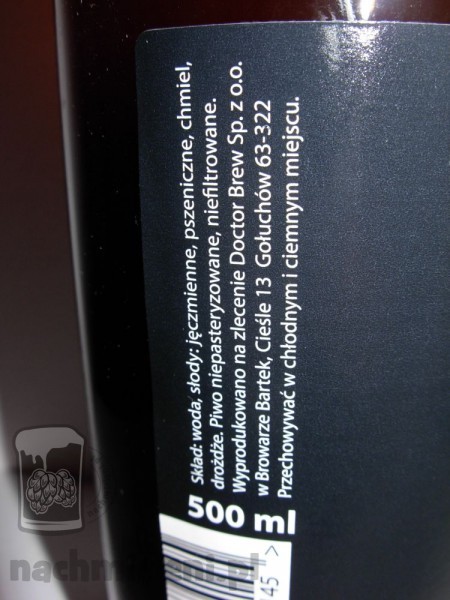 Skład: woda, słody: jęczmienne, pszeniczne, chmiel,
drożdże. Piwo niepasteryzowane, niefiltrowane.
Wyprodukowano na zlecenie Doctor Brew Sp. z o.o.
w Browarze Bartek, Cieśle 13 Gołuchów 63-322
Przechowywać w chłodnym i ciemnym miejscu.
500 ml
45 >